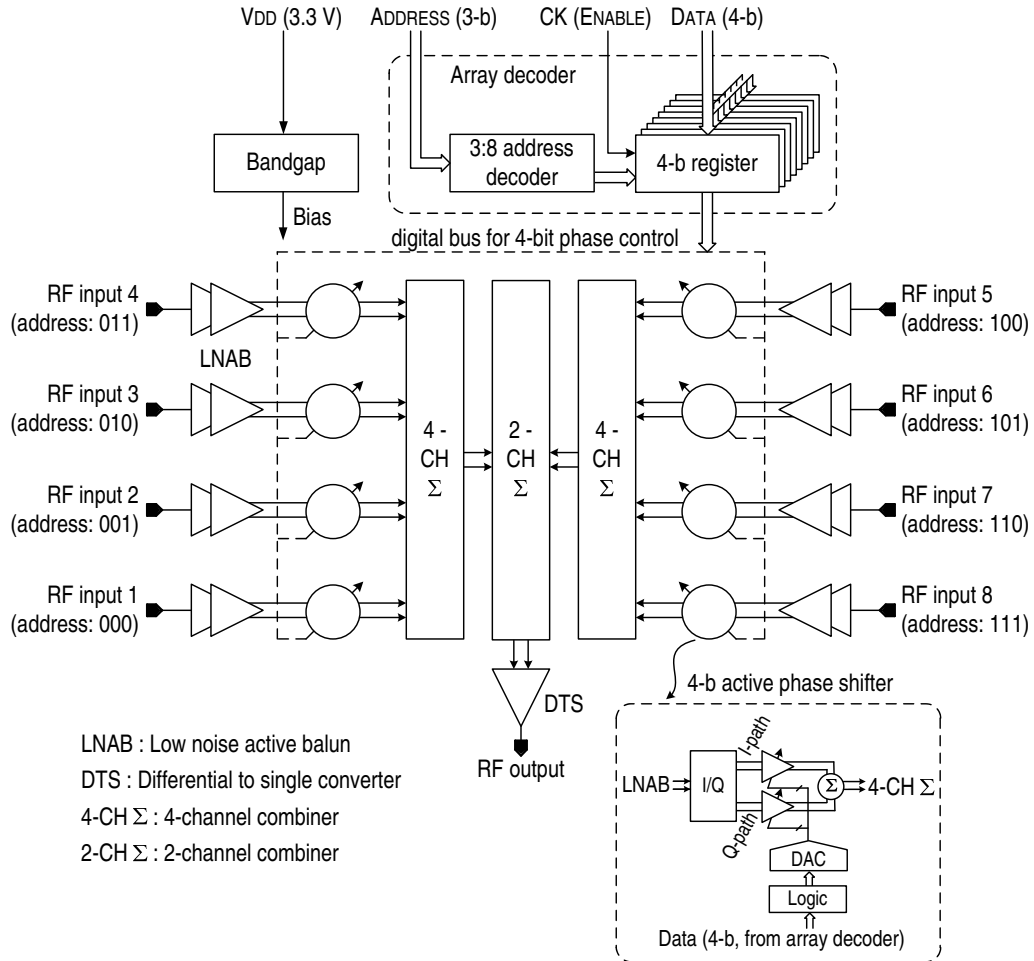 VDD (3.3 V)
ADDRESS (3-b)
CK (ENABLE)
DATA (4-b)
Array decoder
Bandgap
3:8 address
decoder
4-b register
Bias
digital bus for 4-bit phase control
RF input 4
(address: 011)
LNAB
RF input 3
(address: 010)
RF input 2
(address: 001)
RF input 1
(address: 000)
4 -
CH
Σ
2 -
CH
Σ
4 -
CH
Σ
RF input 5
(address: 100)
RF input 6
(address: 101)
RF input 7
(address: 110)
RF input 8
(address: 111)
DTS
RF output
4-b active phase shifter
LNAB : Low noise active balun
DTS : Differential to single converter
4-CH Σ : 4-channel combiner
2-CH Σ : 2-channel combiner
LNAB
I/Q
I-path
Q-path
Σ
4-CH Σ
DAC
Logic
Data (4-b, from array decoder)